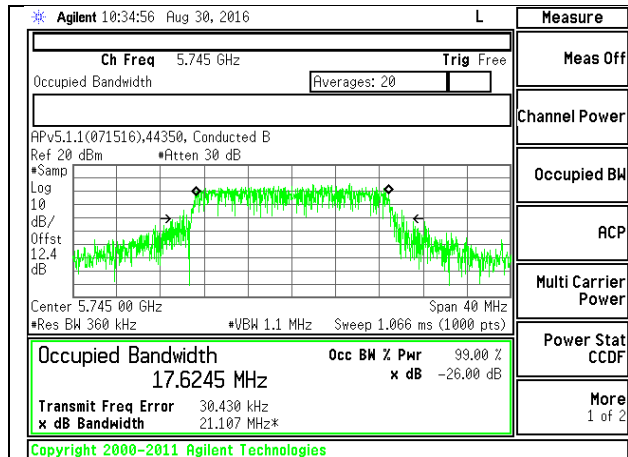 Agilent 10:34:56 Aug 30, 2016 L
Measure
Ch Freq 5.745 GHz Trig Free
Occupied Bandwidth Averages: 20
APv5.1.1(071516),44350, Conducted B
Ref 20 dBm #Atten 30 dB
#Samp
Log
10
dB/
Offst
12.4
dB
Center 5.745 00 GHz Span 40 MHz
#Res BW 360 kHz #VBW 1.1 MHz Sweep 1.066 ms (1000 pts)
Occupied Bandwidth Occ BW % Pwr 99.00 %
17.6245 MHz x dB -26.00 dB
Transmit Freq Error 30.430 kHz
x dB Bandwidth 21.107 MHz*
Copyright 2000-2011 Agilent Technologies
Meas Off
Channel Power
Occupied BW
ACP
Multi Carrier
Power
Power Stat
CCDF
More
1 of 2